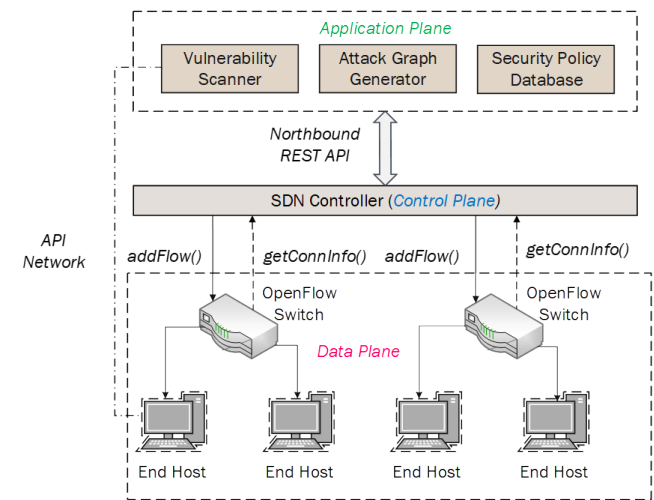 Application Plane
Vulnerability
Scanner
Attack Graph
Generator
Security Policy
Database
Northbound
REST API
SDN Controller (Control Plane)
API
Network
addFlow()
getConnInfo()
addFlow()
getConnInfo()
OpenFlow
Switch
OpenFlow
Switch
Data Plane
End Host
End Host
End Host
End Host